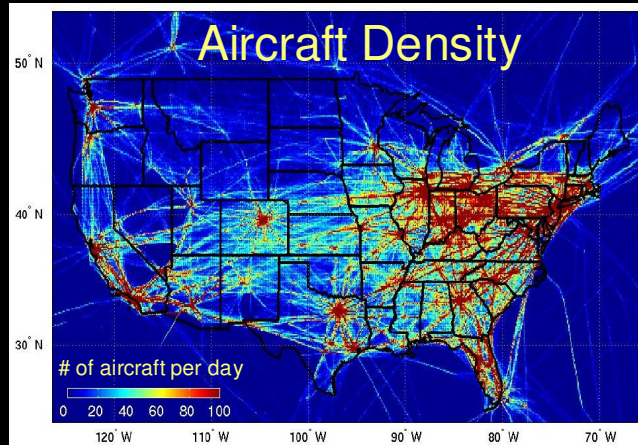 Aircraft Density
50° N
40° N
30° N
# of aircraft per day
0 20 40 60 80 100
120° W 110° W 100° W 90° W 80° W 70° W